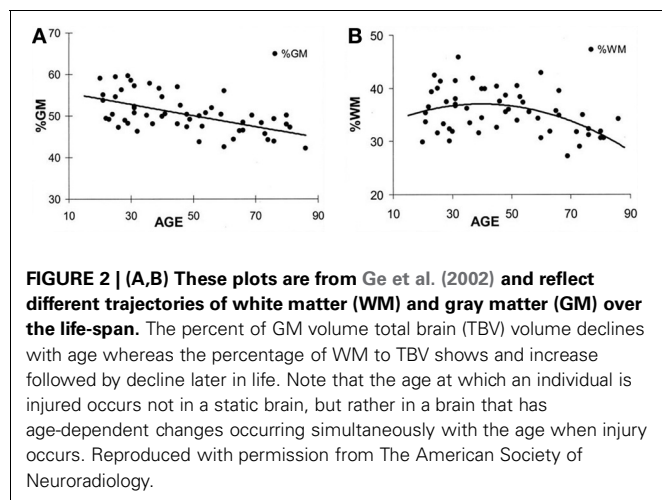 A
B
70
60
50
40
30
%GM
%GM
10
30
50
70
90
AGE
50
40
30
20
%WM
%WM
10
30
50
70
90
AGE
FIGURE 2 | (A,B) These plots are from Ge et al. (2002) and reflect
different trajectories of white matter (WM) and gray matter (GM) over
the life-span. The percent of GM volume total brain (TBV) volume declines
with age whereas the percentage of WM to TBV shows and increase
followed by decline later in life. Note that the age at which an individual is
injured occurs not in a static brain, but rather in a brain that has
age-dependent changes occurring simultaneously with the age when injury
occurs. Reproduced with permission from The American Society of
Neuroradiology.